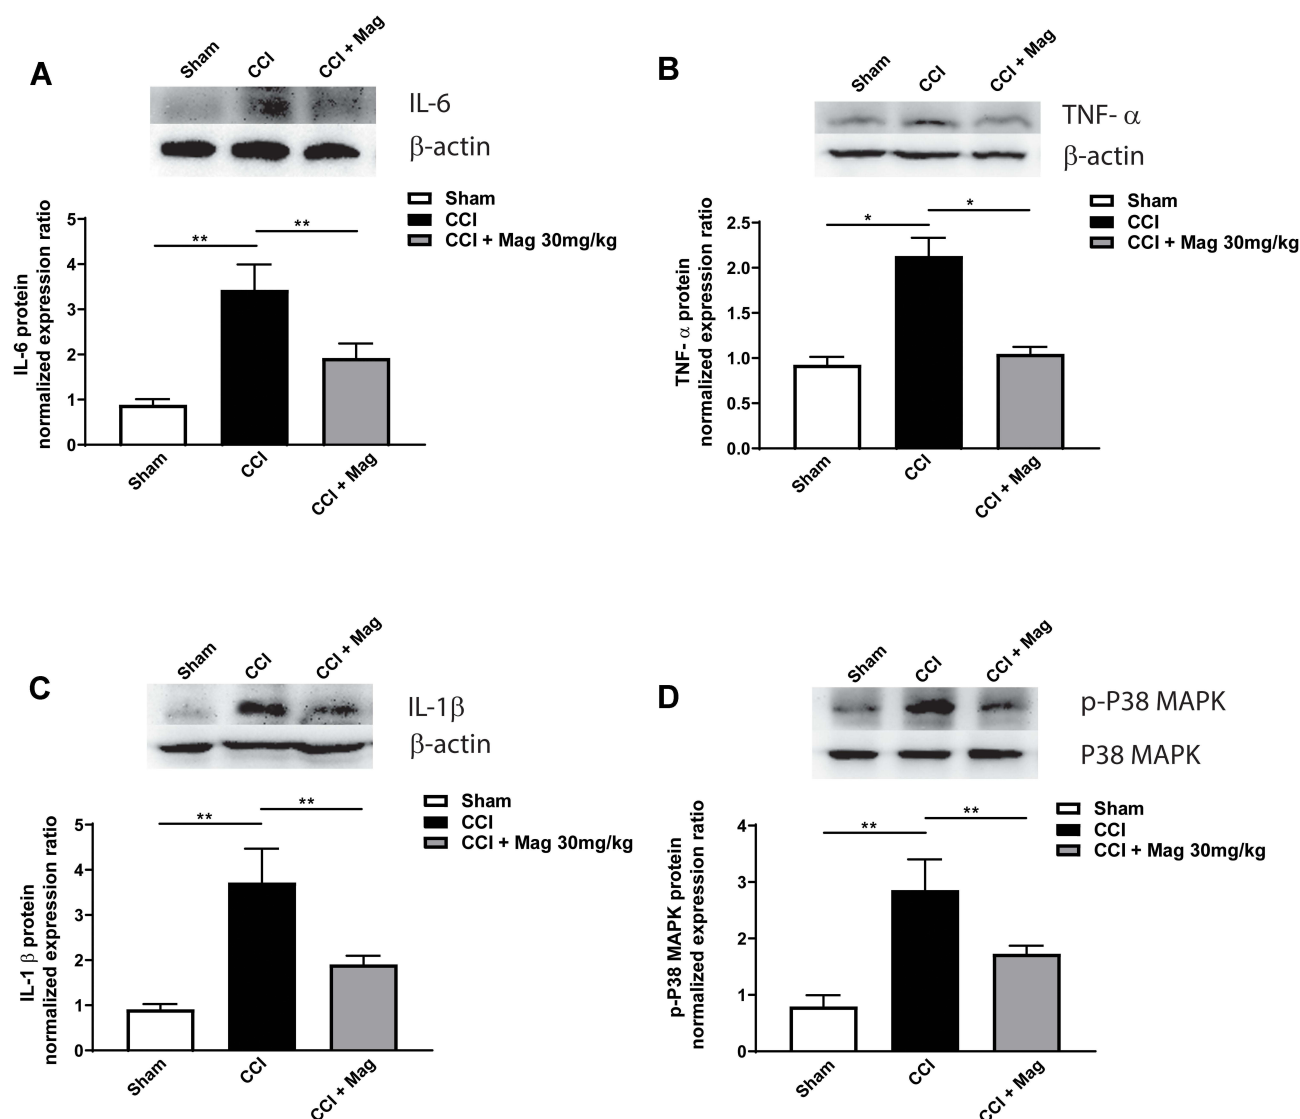 A
Sham
CCI
CCI + Mag
IL-6
β-actin
Sham
CCI
CCI + Mag 30mg/kg
IL-6 protein
normalized expression ratio
5
4
3
2
1
0
**
**
Sham
CCI
CCI + Mag
B
Sham
CCI
CCI + Mag
TNF- α
β-actin
Sham
CCI
CCI + Mag 30mg/kg
TNF- α protein
normalized expression ratio
2.5
2.0
1.5
1.0
0.5
0.0
*
*
Sham
CCI
CCI + Mag
C
Sham
CCI
CCI + Mag
IL-1β
β-actin
Sham
CCI
CCI + Mag 30mg/kg
IL-1 β protein
normalized expression ratio
5
4
3
2
1
0
**
**
Sham
CCI
CCI + Mag
D
Sham
CCI
CCI + Mag
p-P38 MAPK
P38 MAPK
Sham
CCI
CCI + Mag 30mg/kg
p-P38 MAPK protein
normalized expression ratio
4
3
2
1
0
**
**
Sham
CCI
CCI + Mag